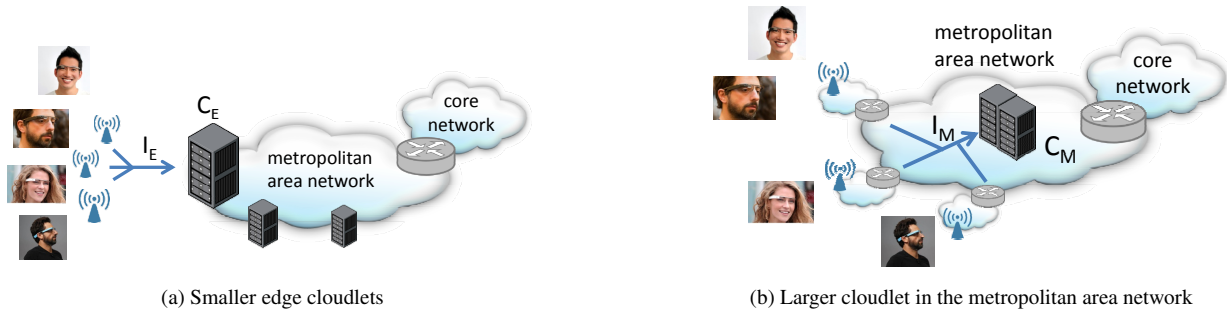 C_E
I_E
metropolitan
area network
core
network
(a) Smaller edge cloudlets
metropolitan
area network
core
network
I_M
C_M
(b) Larger cloudlet in the metropolitan area network